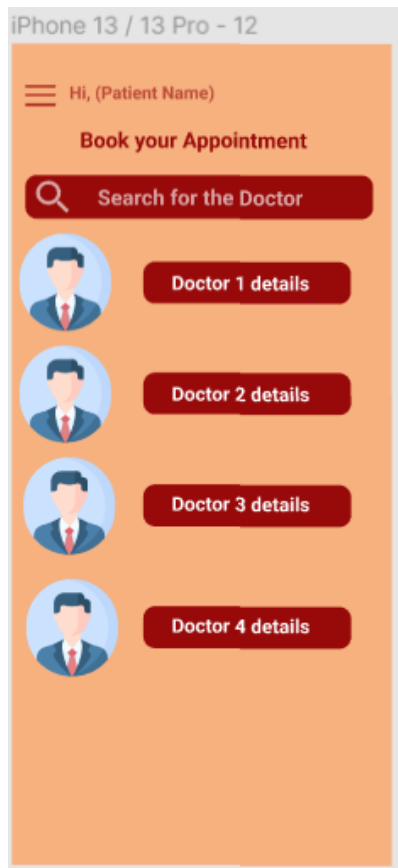 iPhone 13 / 13 Pro - 12
Hi, (Patient Name)
Book your Appointment
Search for the Doctor
Doctor 1 details
Doctor 2 details
Doctor 3 details
Doctor 4 details